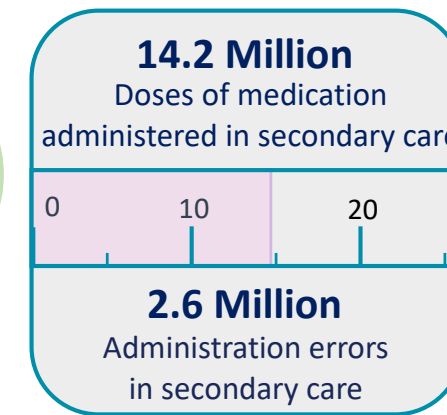 14.2 Million
Doses of medication
administered in secondary care
0 10 20
2.6 Million
Administration errors
in secondary care